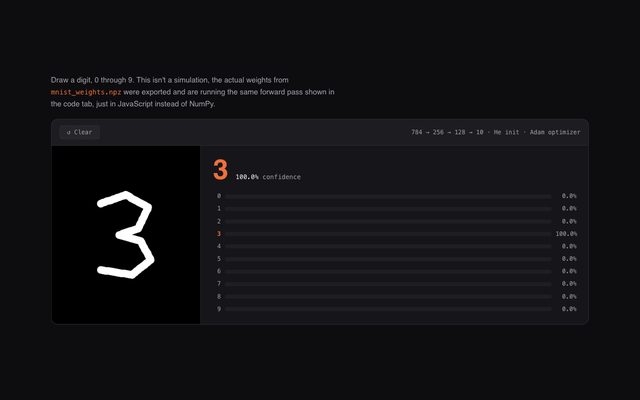 Draw a digit, 0 through 9. This isn't a simulation, the actual weights from
mnist_weights.npz were exported and are running the same forward pass shown in
the code tab, just in JavaScript instead of NumPy.
↺ Clear
784 → 256 → 128 → 10 · He init · Adam optimizer
3
3 100.0% confidence
0 0.0%
1 0.0%
2 0.0%
3 100.0%
4 0.0%
5 0.0%
6 0.0%
7 0.0%
8 0.0%
9 0.0%